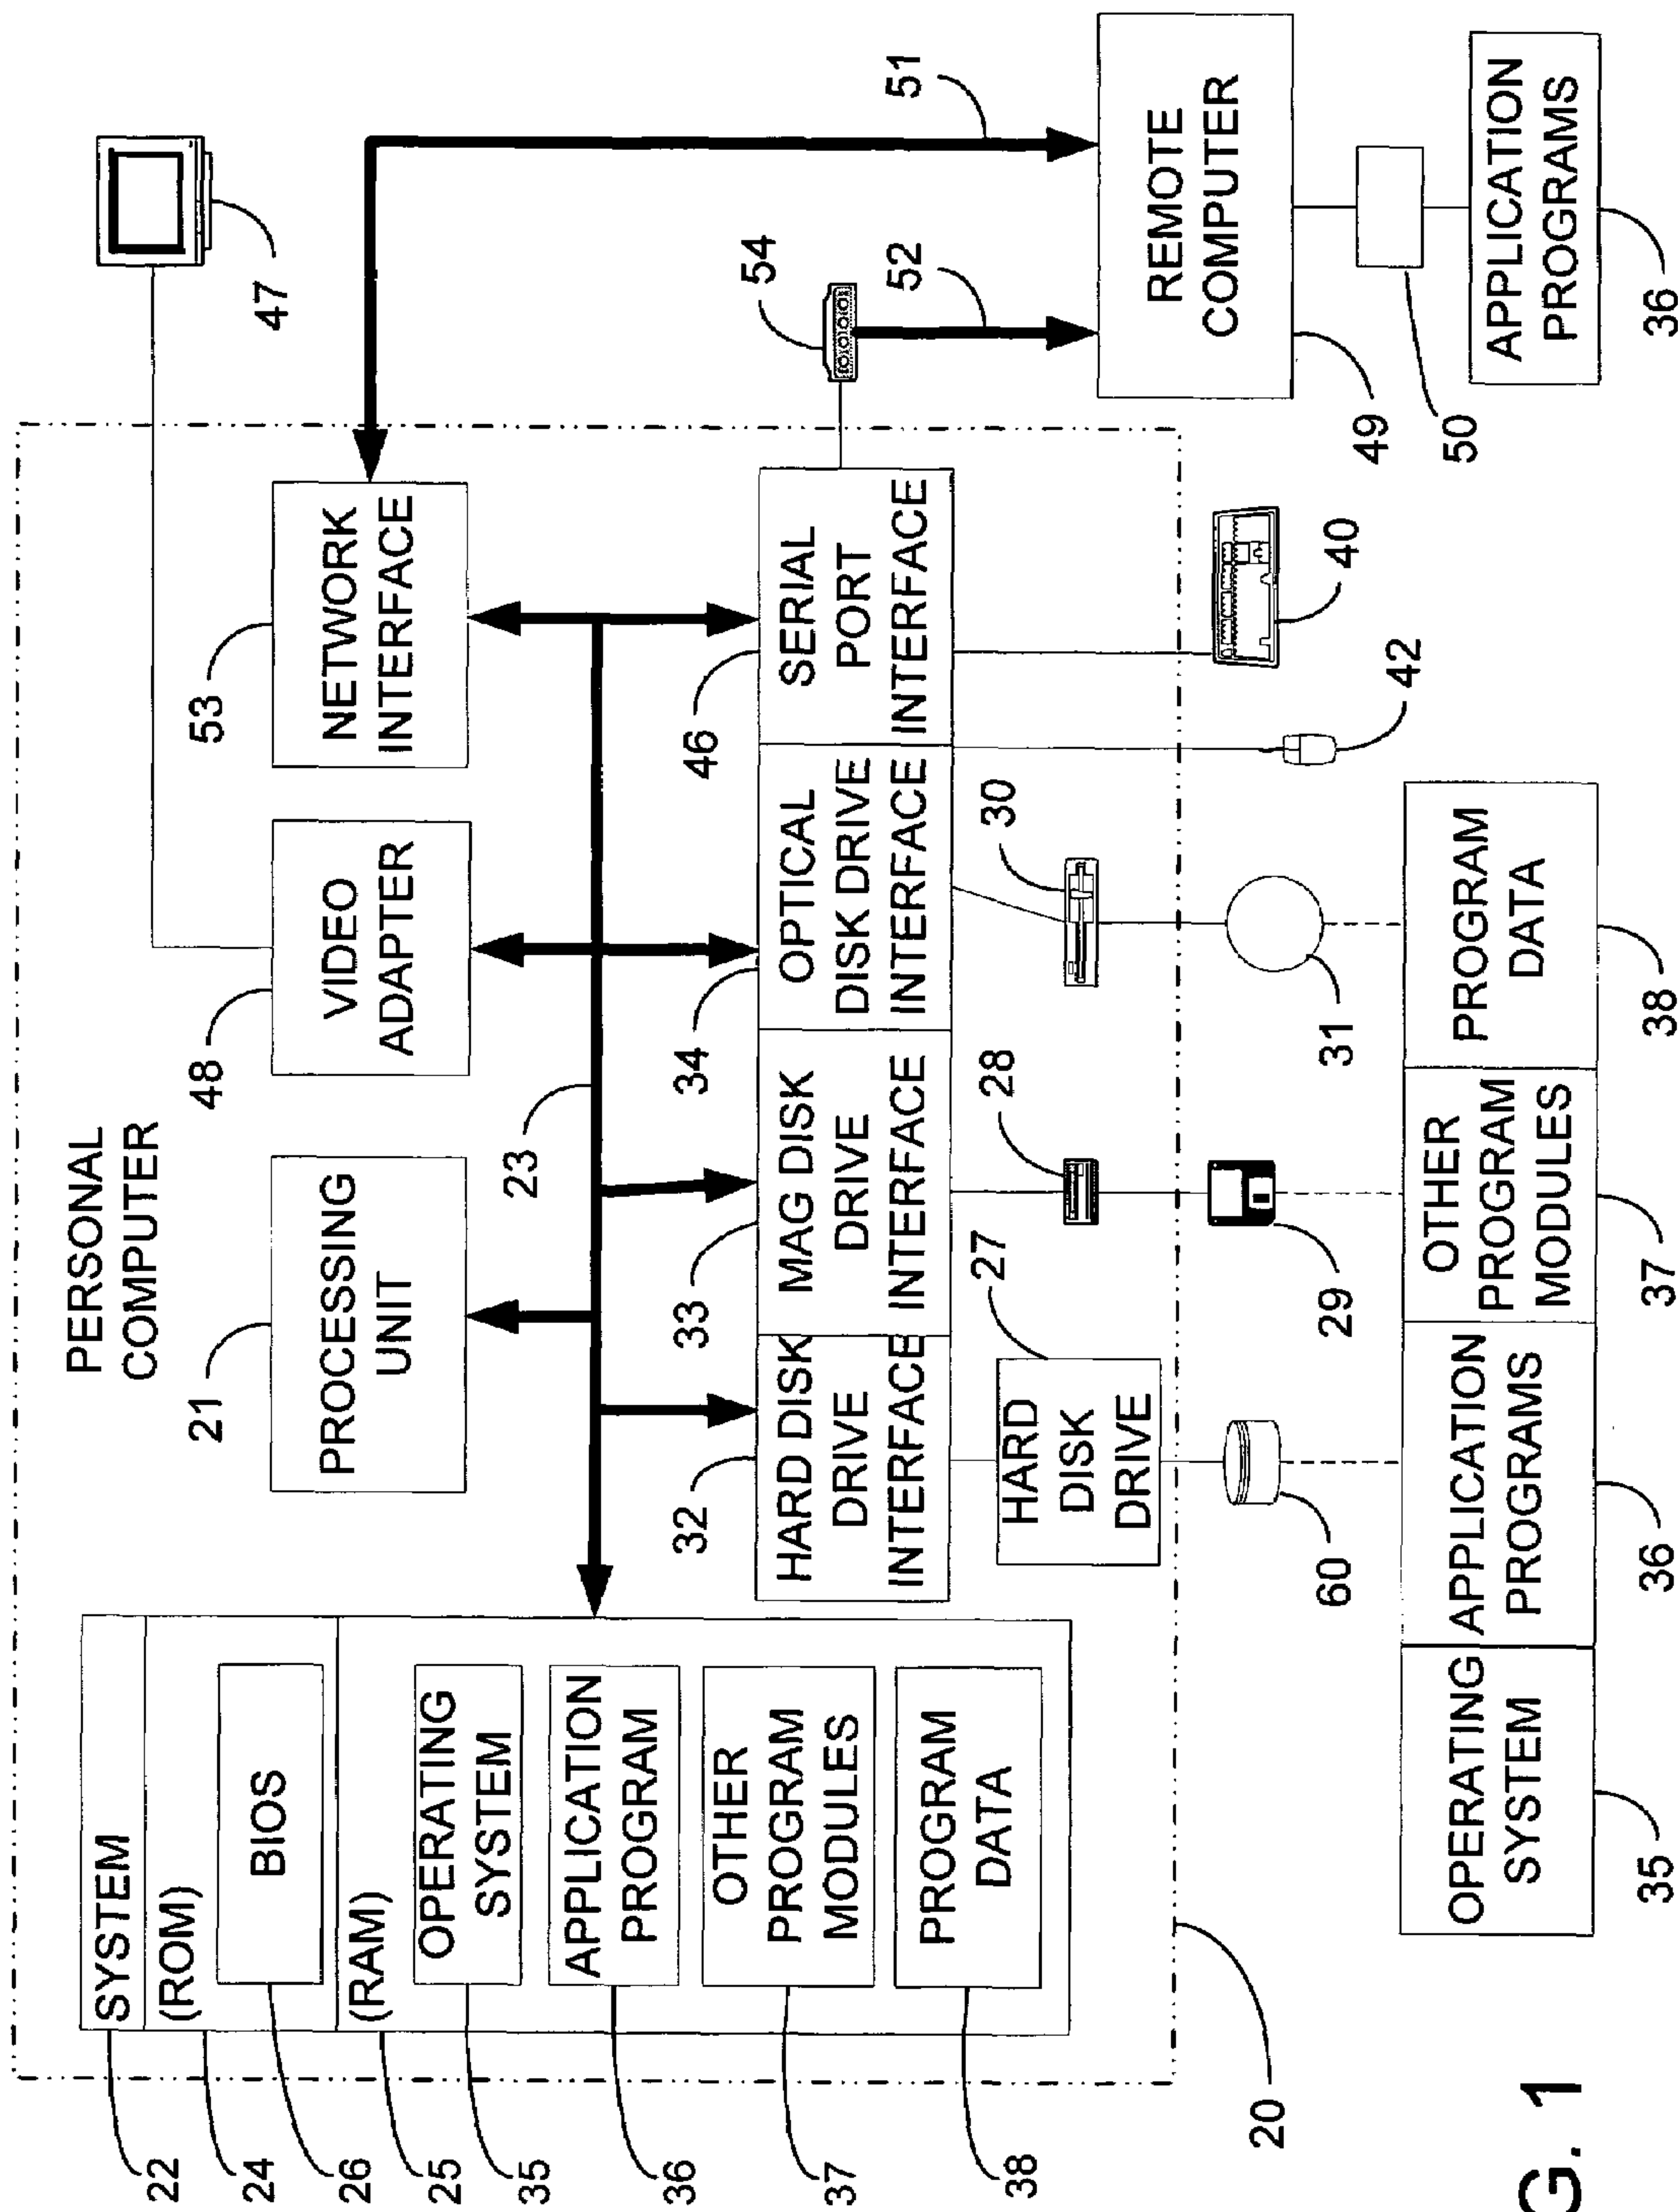 PERSONAL
COMPUTER
22
24
26
25
35
36
37
38
SYSTEM
(ROM)
BIOS
(RAM)
OPERATING
SYSTEM
APPLICATION
PROGRAM
OTHER
PROGRAM
MODULES
PROGRAM
DATA
21
PROCESSING
UNIT
48
VIDEO
ADAPTER
53
NETWORK
INTERFACE
47
23
32
HARD DISK
DRIVE
INTERFACE
33
MAG DISK
DRIVE
INTERFACE
34
OPTICAL
DISK DRIVE
INTERFACE
46
SERIAL
PORT
INTERFACE
54
52
51
27
HARD
DISK
DRIVE
28
30
60
29
31
42
40
REMOTE
COMPUTER
49
50
APPLICATION
PROGRAMS
36
20
OPERATING
SYSTEM
35
APPLICATION
PROGRAMS
36
OTHER
PROGRAM
MODULES
37
PROGRAM
DATA
38
G. 1